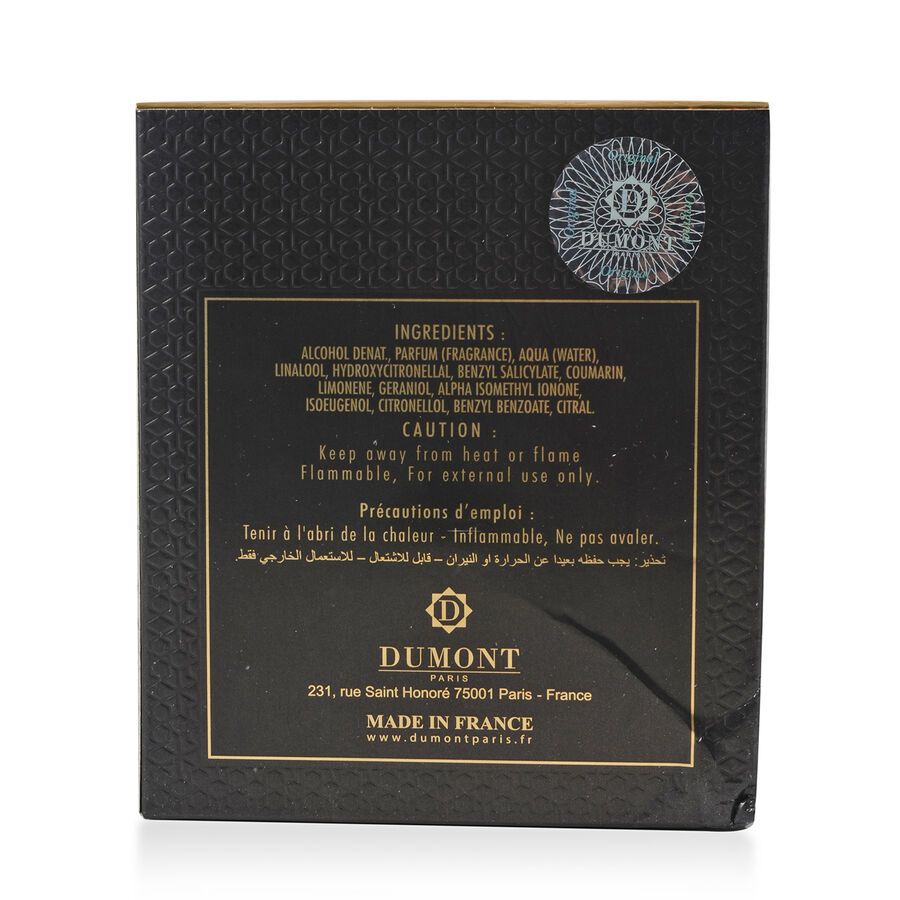 Original
Original
Original
D
DUMONT
PARIS
Original
INGREDIENTS :
ALCOHOL DENAT., PARFUM (FRAGRANCE), AQUA (WATER),
LINALOOL, HYDROXYCITRONELLAL, BENZYL SALICYLATE, COUMARIN,
LIMONENE, GERANIOL, ALPHA ISOMETHYL IONONE,
ISOEUGENOL, CITRONELLOL, BENZYL BENZOATE, CITRAL.
CAUTION :
Keep away from heat or flame
Flammable, For external use only.
Précautions d'emploi :
Tenir à l'abri de la chaleur - Inflammable, Ne pas avaler.
تحذير: يجب حفظه بعيدا عن الحرارة او النيران – قابل للاشتعال – للاستعمال الخارجي فقط.
D
DUMONT
PARIS
231, rue Saint Honoré 75001 Paris - France
MADE IN FRANCE
www.dumontparis.fr